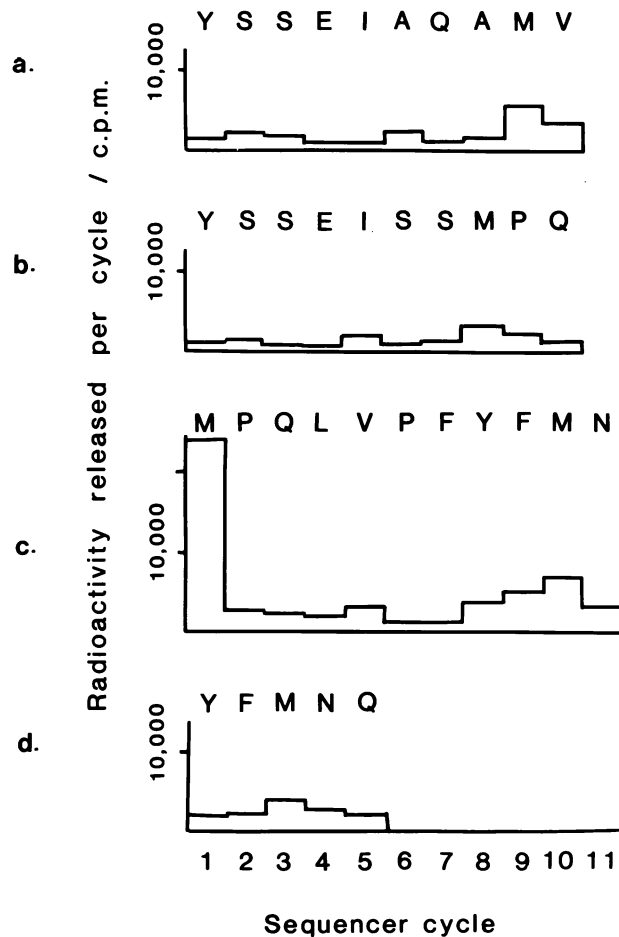 Y S S E I A Q A M V
a.
10,000
Y S S E I S S M P Q
b.
10,000
M P Q L V P F Y F M N
c.
10,000
Y F M N Q
d.
10,000
1 2 3 4 5 6 7 8 9 10 11
Sequencer cycle
Radioactivity released per cycle / c.p.m.